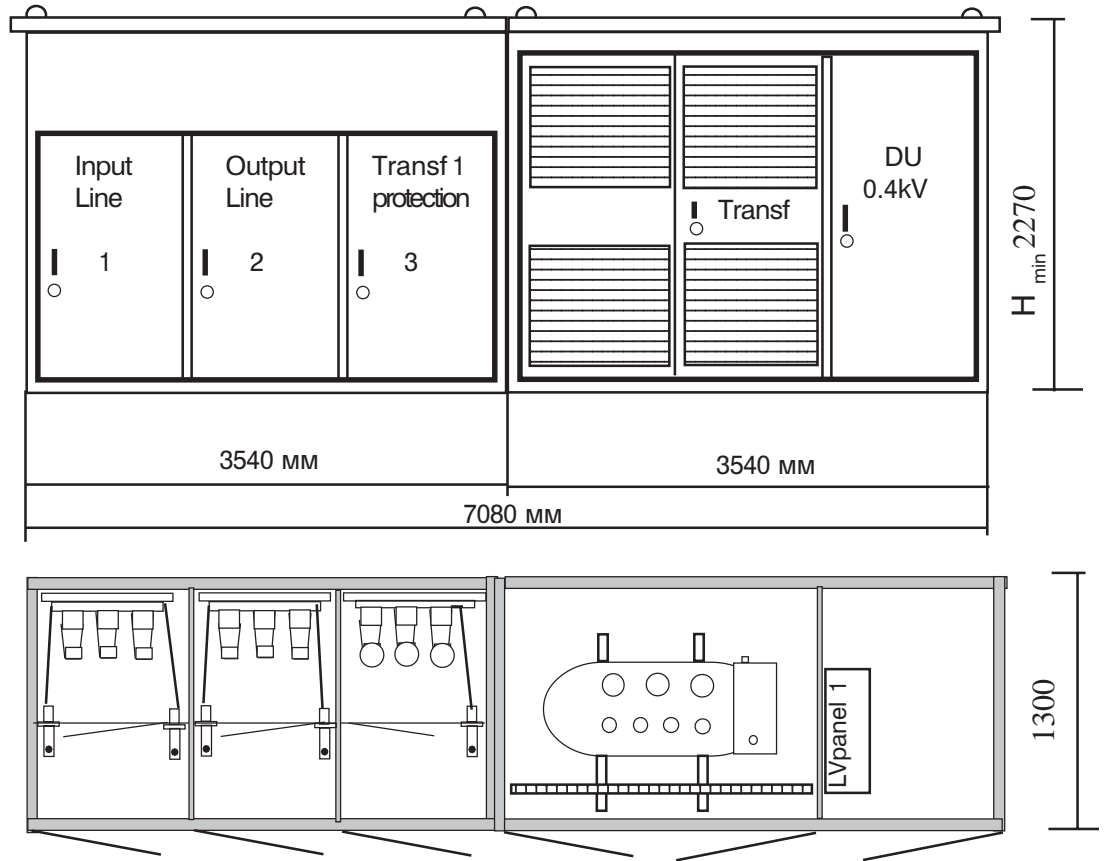 Input
Line
1
Output
Line
2
Transf 1
protection
3
Transf
DU
0.4kV
H min 2270
3540 мм
3540 мм
7080 мм
LVpanel 1
1300